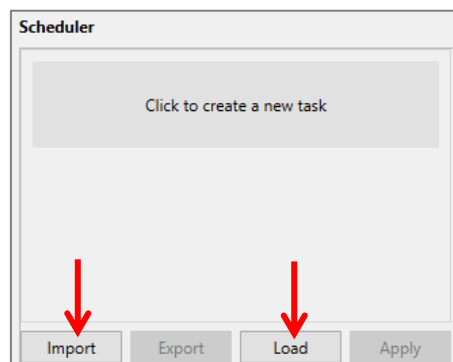 Scheduler
Click to create a new task
Import Export Load Apply